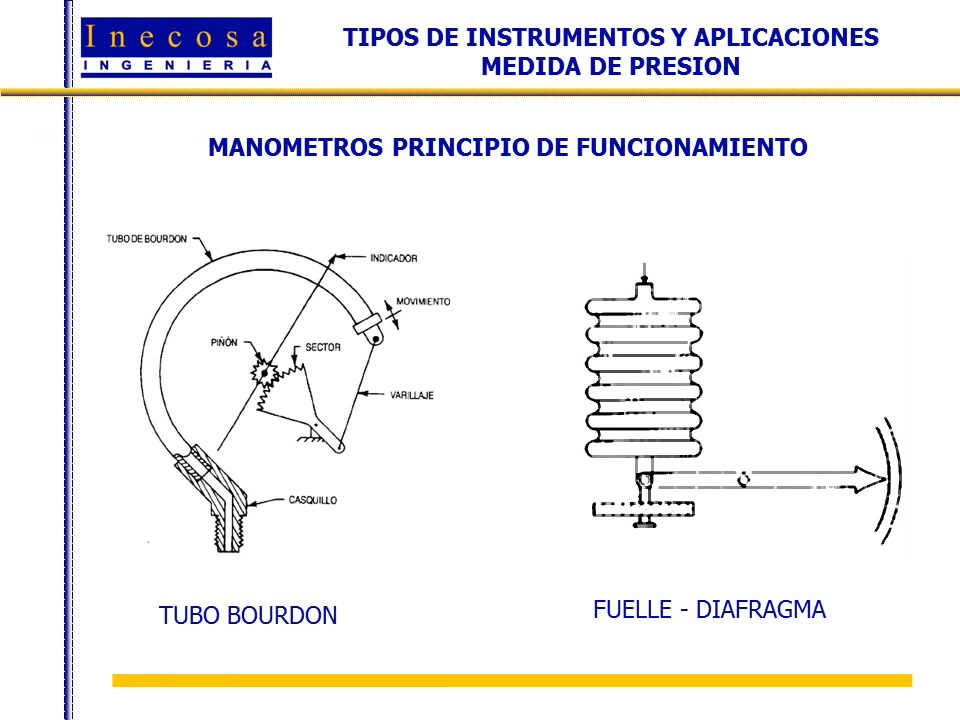 I n e c o s a
I N G E N I E R I A
TIPOS DE INSTRUMENTOS Y APLICACIONES
MEDIDA DE PRESION
MANOMETROS PRINCIPIO DE FUNCIONAMIENTO
TUBO DE BOURDON
INDICADOR
MOVIMIENTO
PIÑÓN
SECTOR
VARILLAJE
CASQUILLO
TUBO BOURDON
FUELLE - DIAFRAGMA